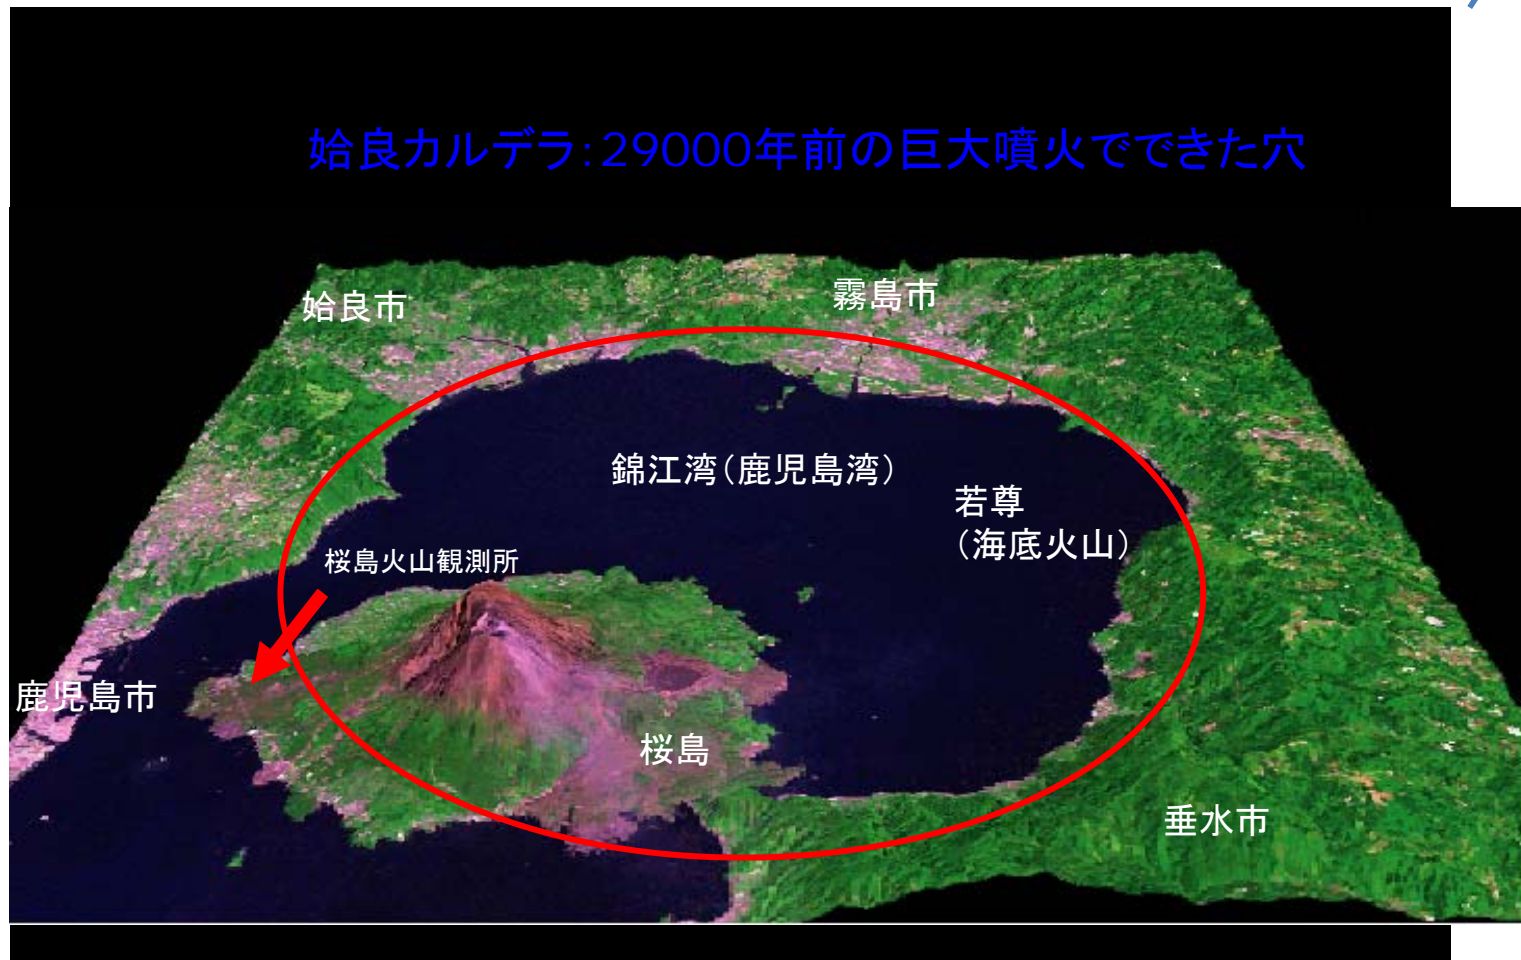 姶良カルデラ：29000年前の巨大噴火でできた穴
姶良市
霧島市
錦江湾（鹿児島湾）
若尊
（海底火山）
桜島火山観測所
鹿児島市
桜島
垂水市